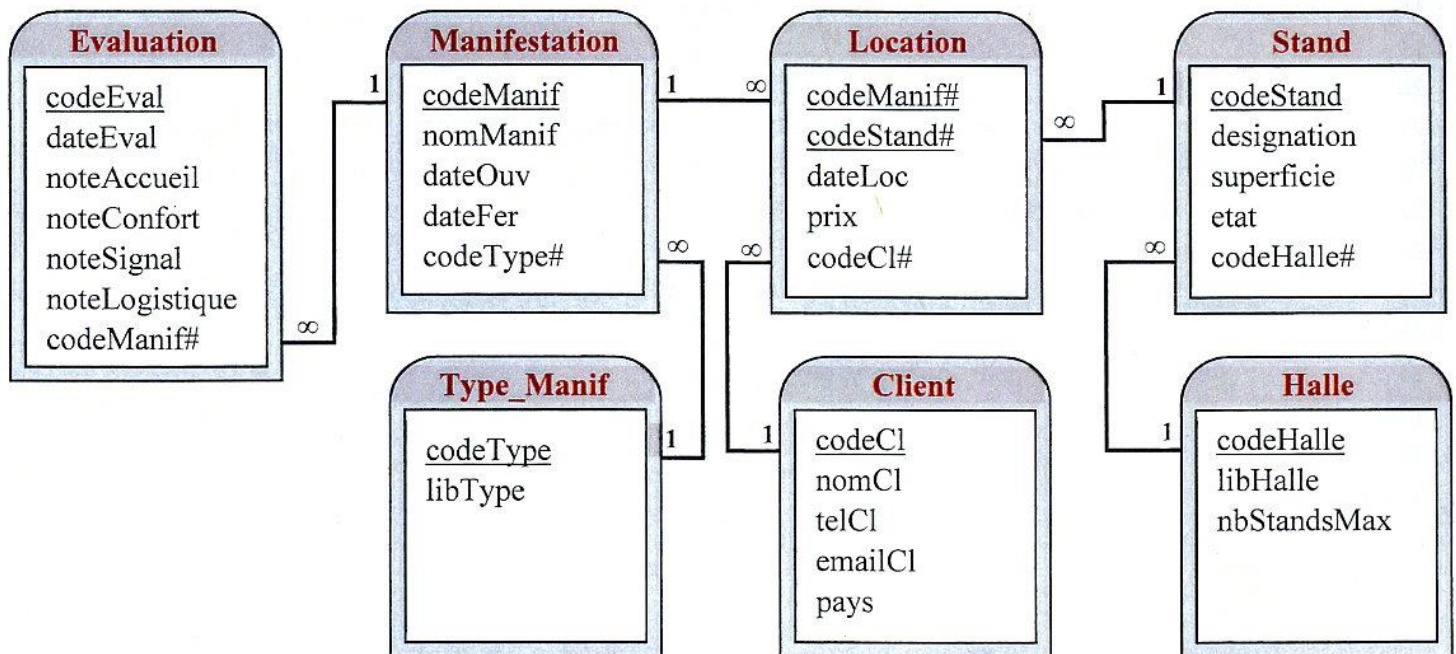 Evaluation
codeEval
dateEval
noteAccueil
noteConfort
noteSignal
noteLogistique
codeManif#
1
∞
Manifestation
codeManif
nomManif
dateOuv
dateFer
codeType#
1
∞
∞
Location
codeManif#
codeStand#
dateLoc
prix
codeCl#
∞
∞
1
Stand
codeStand
designation
superficie
etat
codeHalle#
∞
Type_Manif
codeType
libType
1
1
Client
codeCl
nomCl
telCl
emailCl
pays
1
Halle
codeHalle
libHalle
nbStandsMax